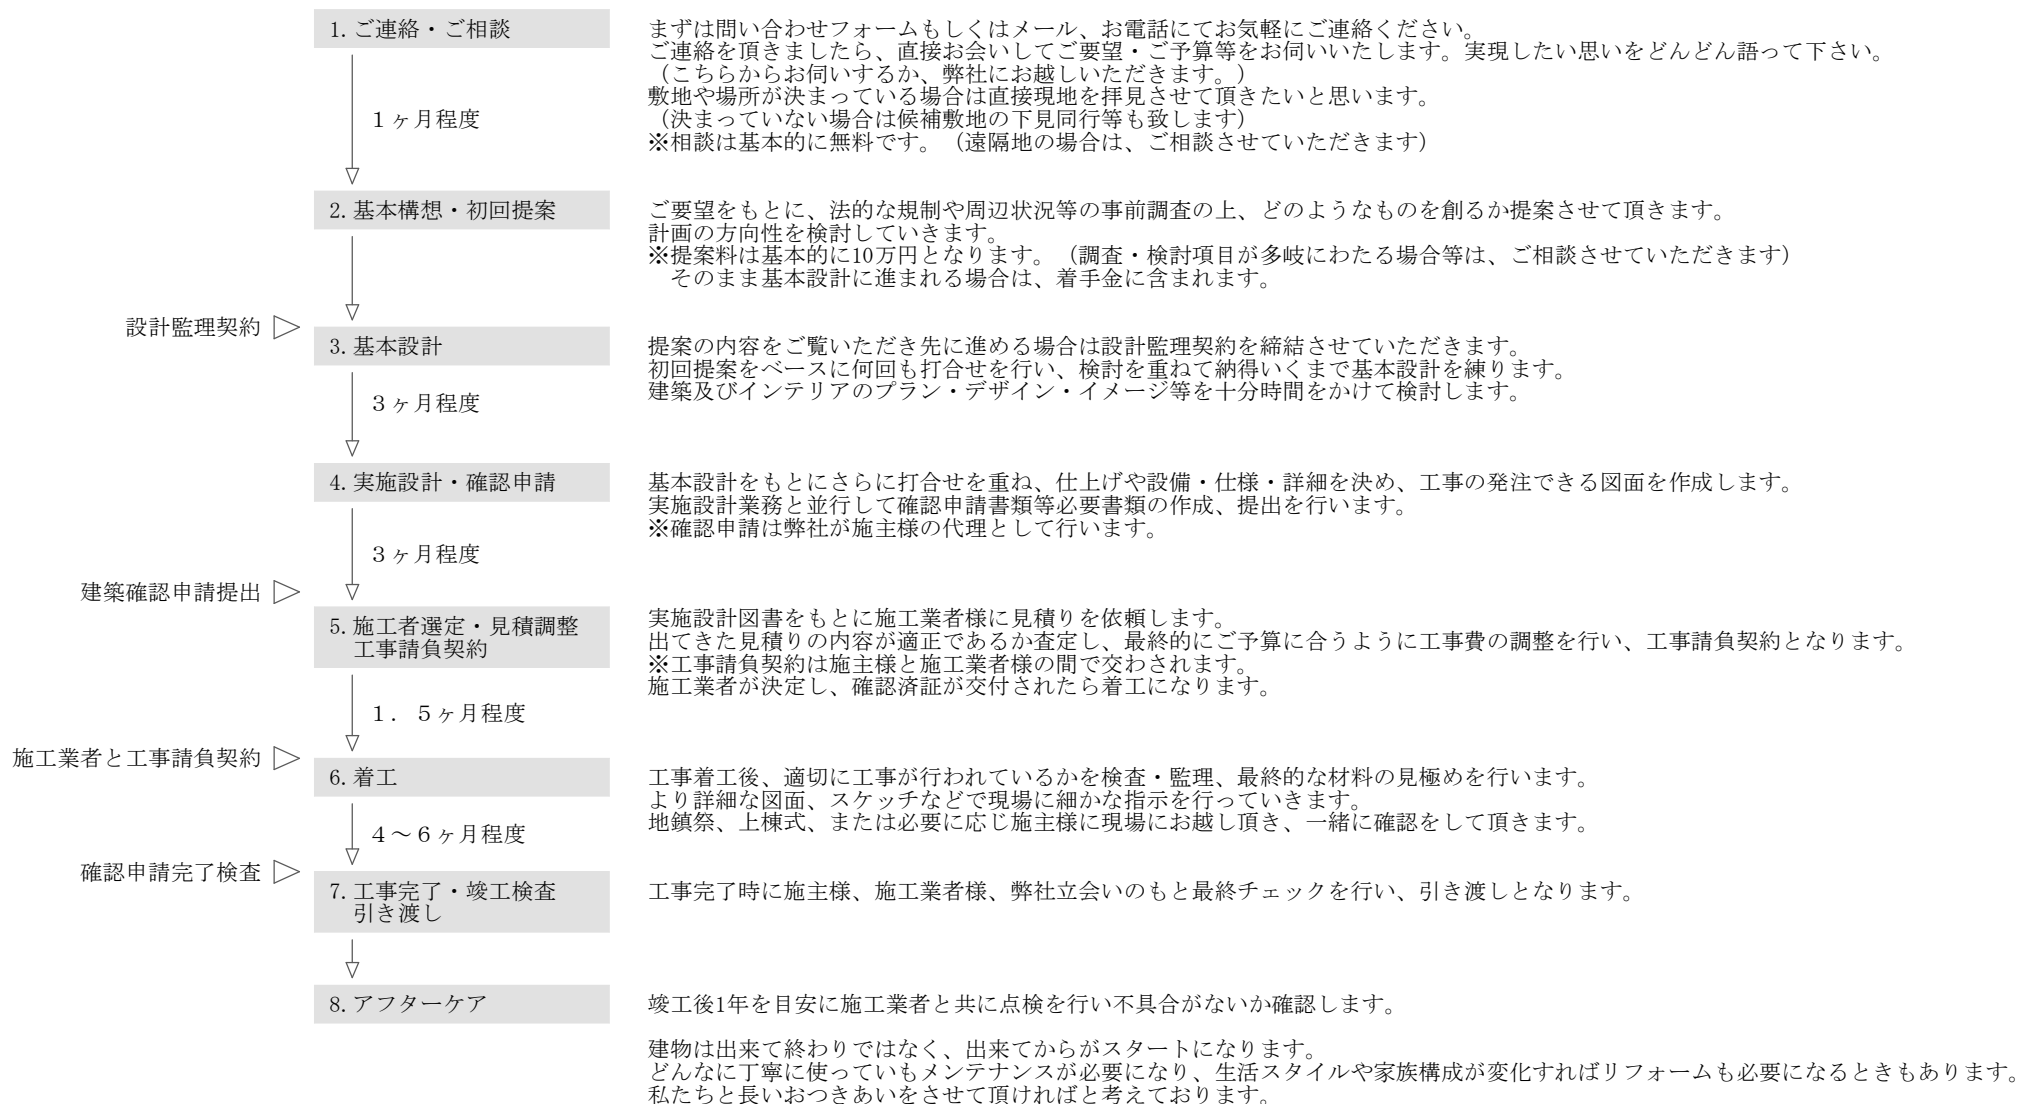 1. ご連絡・ご相談
まずは問い合わせフォームもしくはメール、お電話にてお気軽にご連絡ください。
ご連絡を頂きましたら、直接お会いしてご要望・ご予算等をお伺いいたします。実現したい思いをどんどん語って下さい。
（こちらからお伺いするか、弊社にお越しいただきます。）
敷地や場所が決まっている場合は直接現地を拝見させて頂きたいと思います。
（決まっていない場合は候補敷地の下見同行等も致します）
※相談は基本的に無料です。（遠隔地の場合は、ご相談させていただきます）
１ヶ月程度
2. 基本構想・初回提案
ご要望をもとに、法的な規制や周辺状況等の事前調査の上、どのようなものを創るか提案させて頂きます。
計画の方向性を検討していきます。
※提案料は基本的に10万円となります。（調査・検討項目が多岐にわたる場合等は、ご相談させていただきます）
そのまま基本設計に進まれる場合は、着手金に含まれます。
設計監理契約
3. 基本設計
提案の内容をご覧いただき先に進める場合は設計監理契約を締結させていただきます。
初回提案をベースに何回も打合せを行い、検討を重ねて納得いくまで基本設計を練ります。
建築及びインテリアのプラン・デザイン・イメージ等を十分時間をかけて検討します。
３ヶ月程度
4. 実施設計・確認申請
基本設計をもとにさらに打合せを重ね、仕上げや設備・仕様・詳細を決め、工事の発注できる図面を作成します。
実施設計業務と並行して確認申請書類等必要書類の作成、提出を行います。
※確認申請は弊社が施主様の代理として行います。
３ヶ月程度
建築確認申請提出
5. 施工者選定・見積調整
工事請負契約
実施設計図書をもとに施工業者様に見積りを依頼します。
出てきた見積りの内容が適正であるか査定し、最終的にご予算に合うように工事費の調整を行い、工事請負契約となります。
※工事請負契約は施主様と施工業者様の間で交わされます。
施工業者が決定し、確認済証が交付されたら着工になります。
１．５ヶ月程度
施工業者と工事請負契約
6. 着工
工事着工後、適切に工事が行われているかを検査・監理、最終的な材料の見極めを行います。
より詳細な図面、スケッチなどで現場に細かな指示を行っていきます。
地鎮祭、上棟式、または必要に応じ施主様に現場にお越し頂き、一緒に確認をして頂きます。
４～６ヶ月程度
確認申請完了検査
7. 工事完了・竣工検査
引き渡し
工事完了時に施主様、施工業者様、弊社立会いのもと最終チェックを行い、引き渡しとなります。
8. アフターケア
竣工後1年を目安に施工業者と共に点検を行い不具合がないか確認します。
建物は出来て終わりではなく、出来てからがスタートになります。
どんなに丁寧に使っていもメンテナンスが必要になり、生活スタイルや家族構成が変化すればリフォームも必要になるときもあります。
私たちと長いおつきあいをさせて頂ければと考えております。